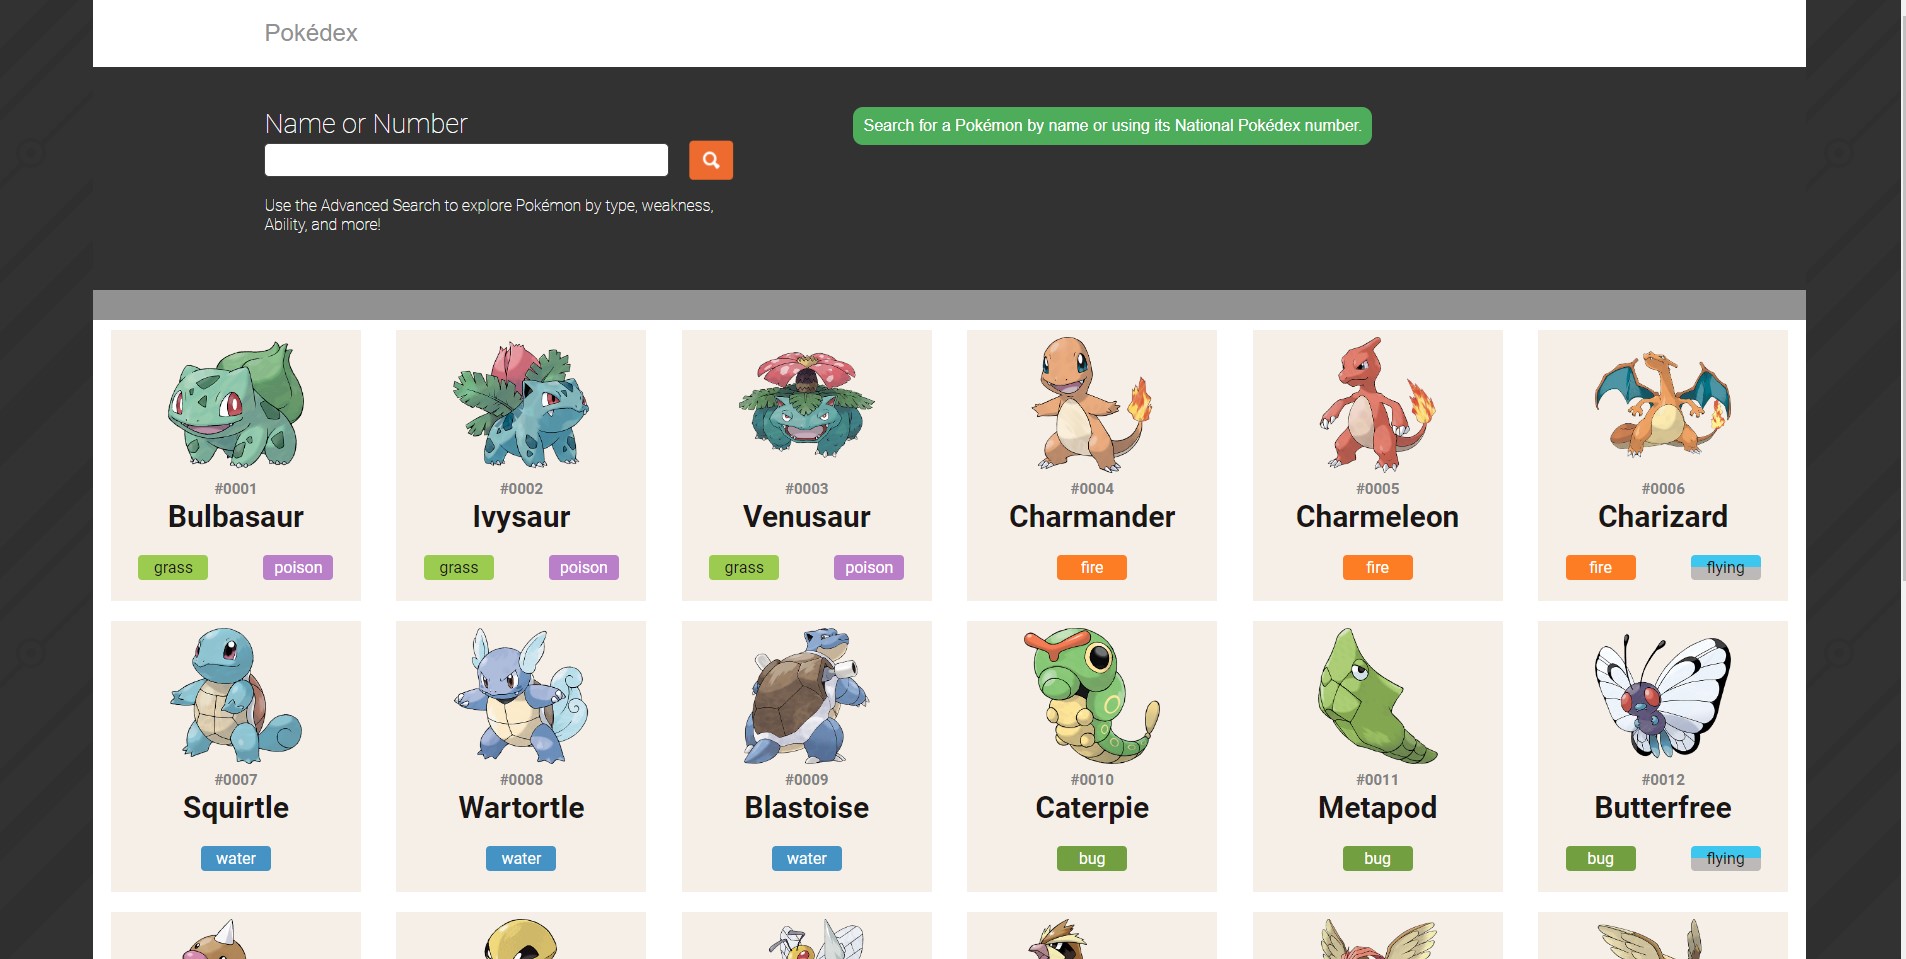 Pokédex
Name or Number
Search for a Pokémon by name or using its National Pokédex number.
Use the Advanced Search to explore Pokémon by type, weakness,
Ability, and more!
#0001
Bulbasaur
grass poison
#0002
Ivysaur
grass poison
#0003
Venusaur
grass poison
#0004
Charmander
fire
#0005
Charmeleon
fire
#0006
Charizard
fire flying
#0007
Squirtle
water
#0008
Wartortle
water
#0009
Blastoise
water
#0010
Caterpie
bug
#0011
Metapod
bug
#0012
Butterfree
bug flying